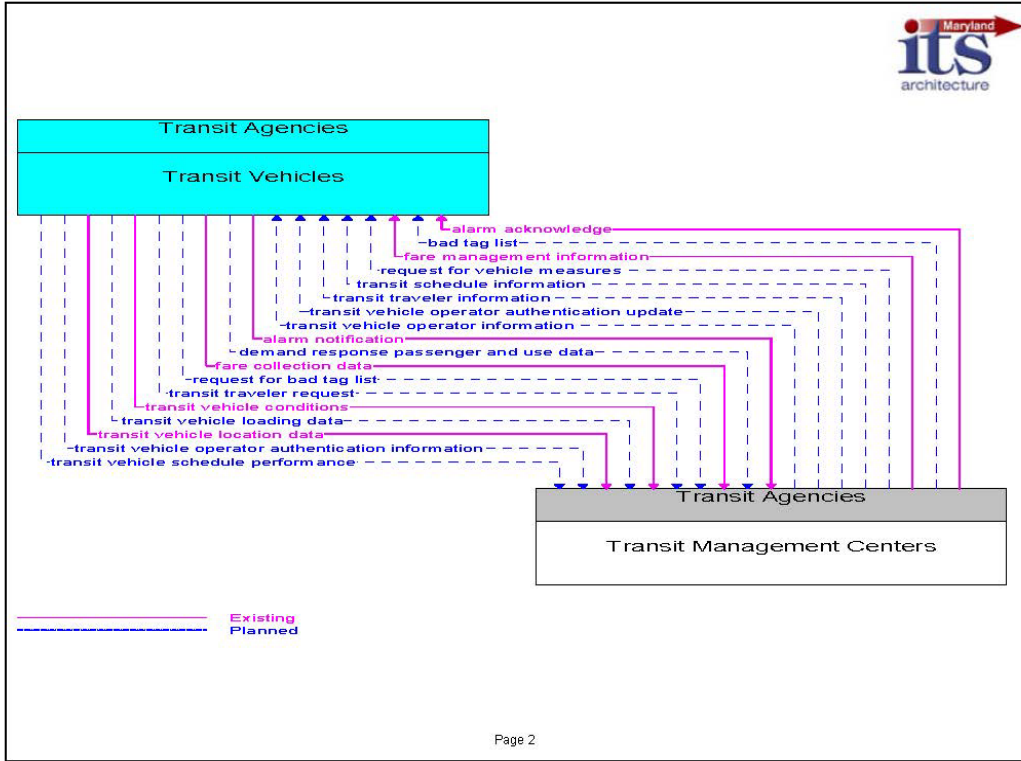 Maryland
its
architecture
Transit Agencies
Transit Vehicles
alarm acknowledge
bad tag list
fare management information
request for vehicle measures
transit schedule information
transit traveler information
transit vehicle operator authentication update
transit vehicle operator information
alarm notification
demand response passenger and use data
fare collection data
request for bad tag list
transit traveler request
transit vehicle conditions
transit vehicle loading data
transit vehicle location data
transit vehicle operator authentication information
transit vehicle schedule performance
Transit Agencies
Transit Management Centers
Existing
Planned
Page 2